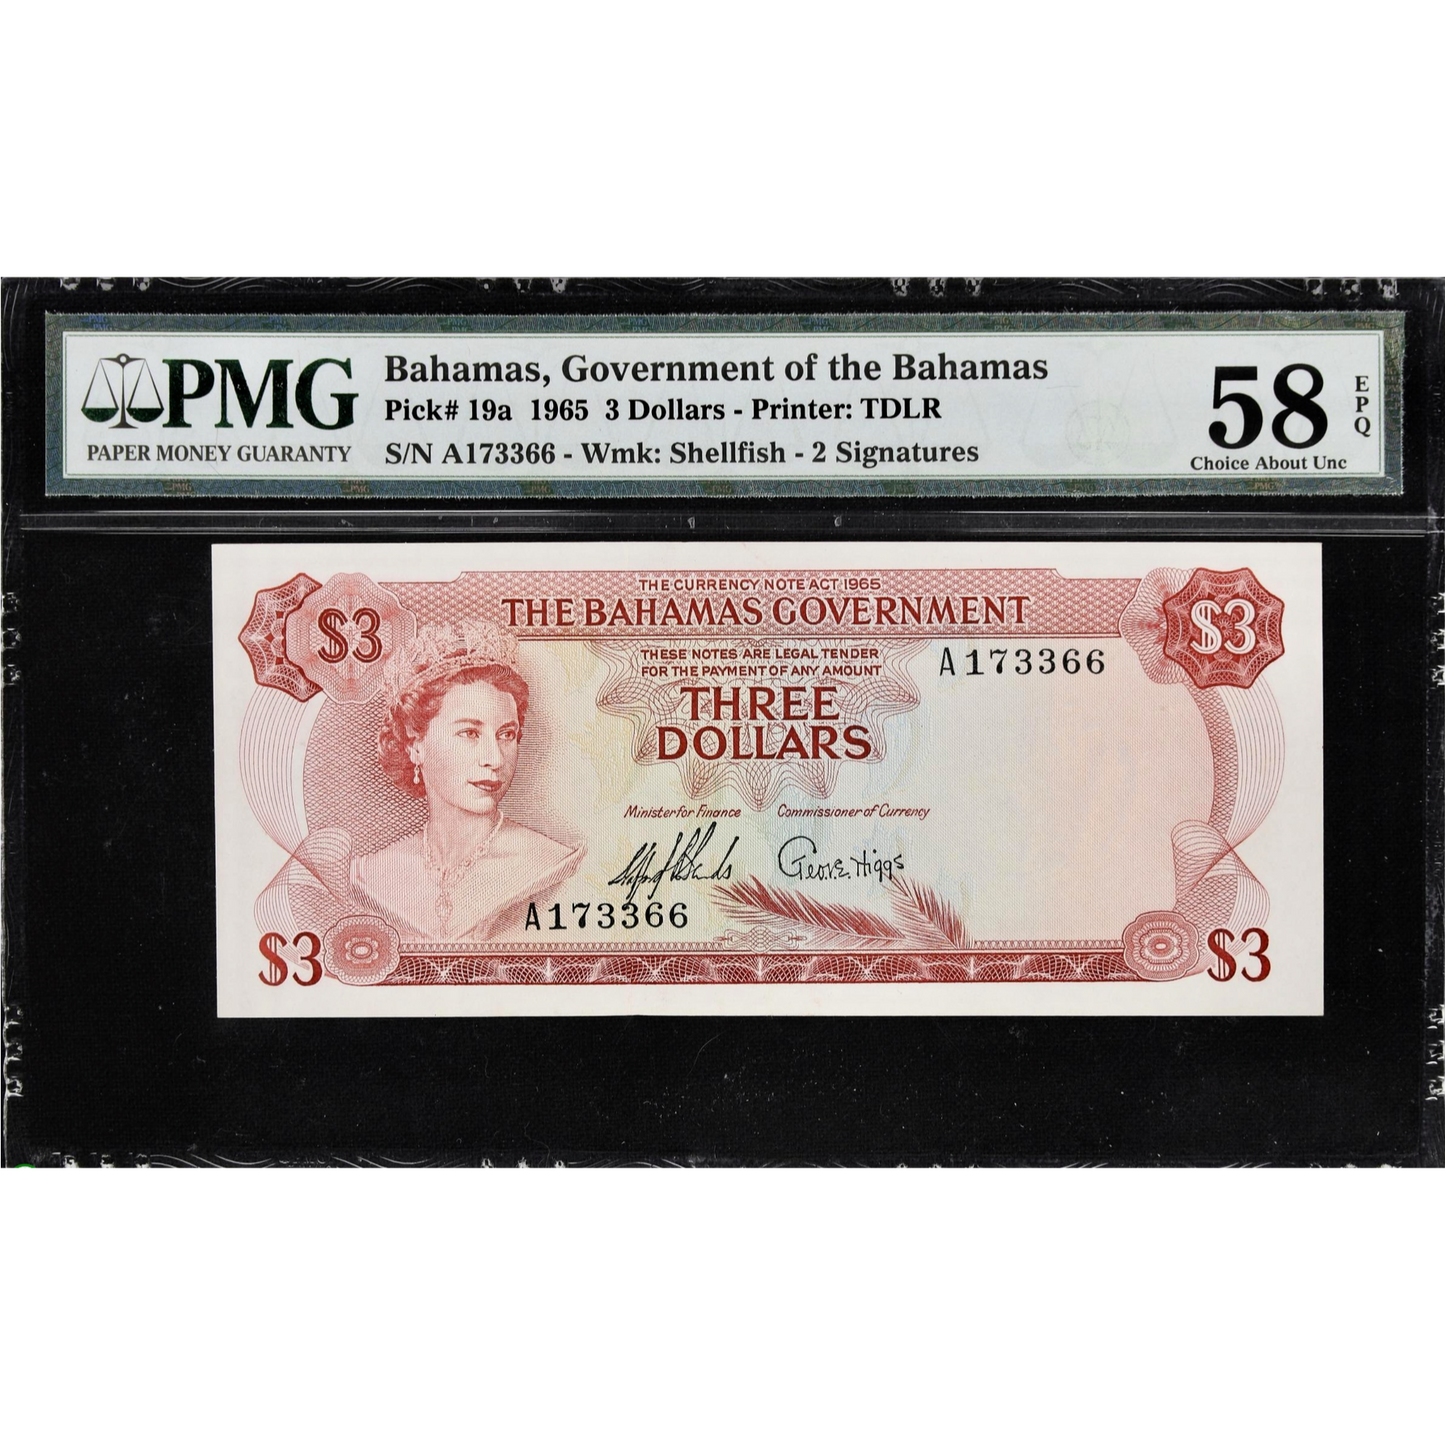 PMG
PAPER MONEY GUARANTY
Bahamas, Government of the Bahamas
Pick# 19a 1965 3 Dollars - Printer: TDLR
S/N A173366 - Wmk: Shellfish - 2 Signatures
58
EPQ
Choice About Unc
THE CURRENCY NOTE ACT 1965
THE BAHAMAS GOVERNMENT
$3
$3
THESE NOTES ARE LEGAL TENDER
FOR THE PAYMENT OF ANY AMOUNT
A 173366
THREE
DOLLARS
Minister for Finance Commissioner of Currency
Geo. E. Higgs
A 173366
$3
$3